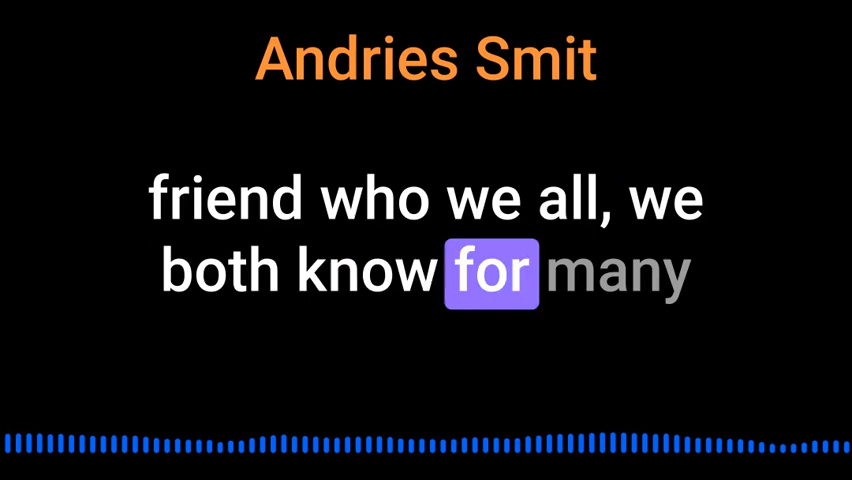 Andries Smit
friend who we all, we
both know for many